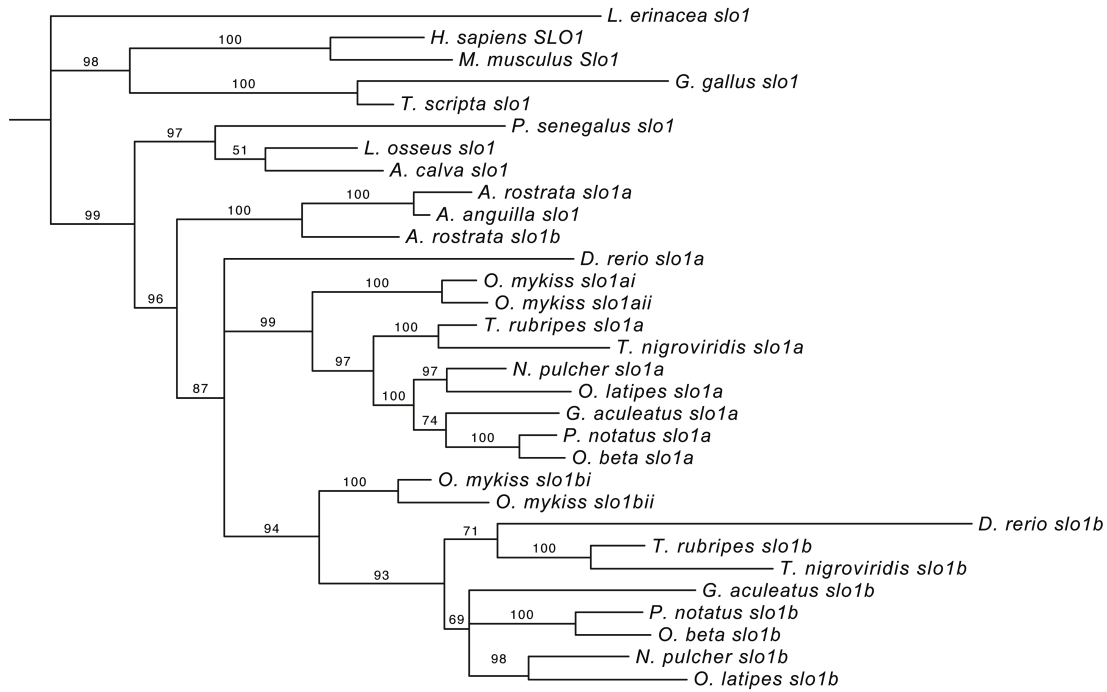 L. erinacea slo1
100
H. sapiens SLO1
98
M. musculus Slo1
100
G. gallus slo1
T. scripta slo1
P. senegalus slo1
97
L. osseus slo1
51
A. calva slo1
A. rostrata slo1a
100
A. anguilla slo1
100
99
A. rostrata slo1b
D. rerio slo1a
O. mykiss slo1ai
100
O. mykiss slo1aii
96
99
T. rubripes slo1a
100
T. nigroviridis slo1a
97
N. pulcher slo1a
97
O. latipes slo1a
87
100
G. aculeatus slo1a
74
P. notatus slo1a
100
O. beta slo1a
O. mykiss slo1bi
100
O. mykiss slo1bii
94
D. rerio slo1b
71
T. rubripes slo1b
100
T. nigroviridis slo1b
93
G. aculeatus slo1b
P. notatus slo1b
100
69
O. beta slo1b
N. pulcher slo1b
98
O. latipes slo1b